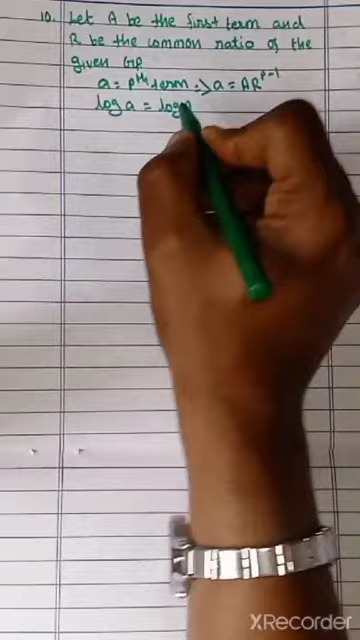 10. Let A be the first term and
R be the common ratio of the
given GP
a = pth term => a = AR^p-1
log a = log
XRecorder